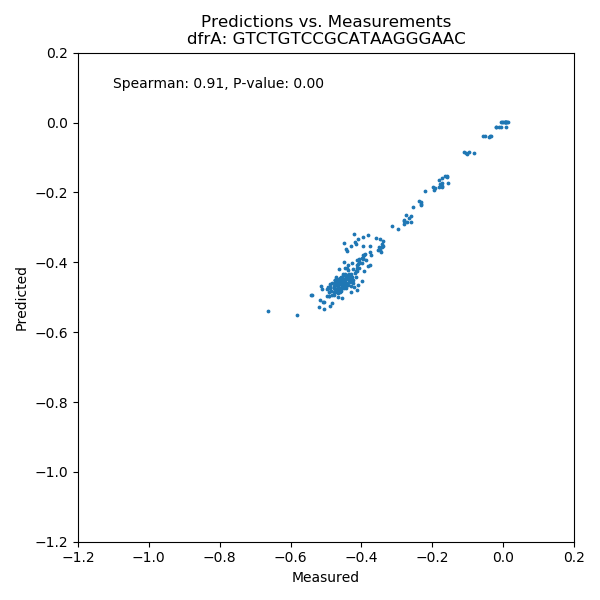 Predictions vs. Measurements
dfrA: GTCTGTCCGCATAAGGGAAC
Spearman: 0.91, P-value: 0.00
0.2
0.0
−0.2
−0.4
−0.6
−0.8
−1.0
−1.2
Predicted
−1.2 −1.0 −0.8 −0.6 −0.4 −0.2 0.0 0.2
Measured